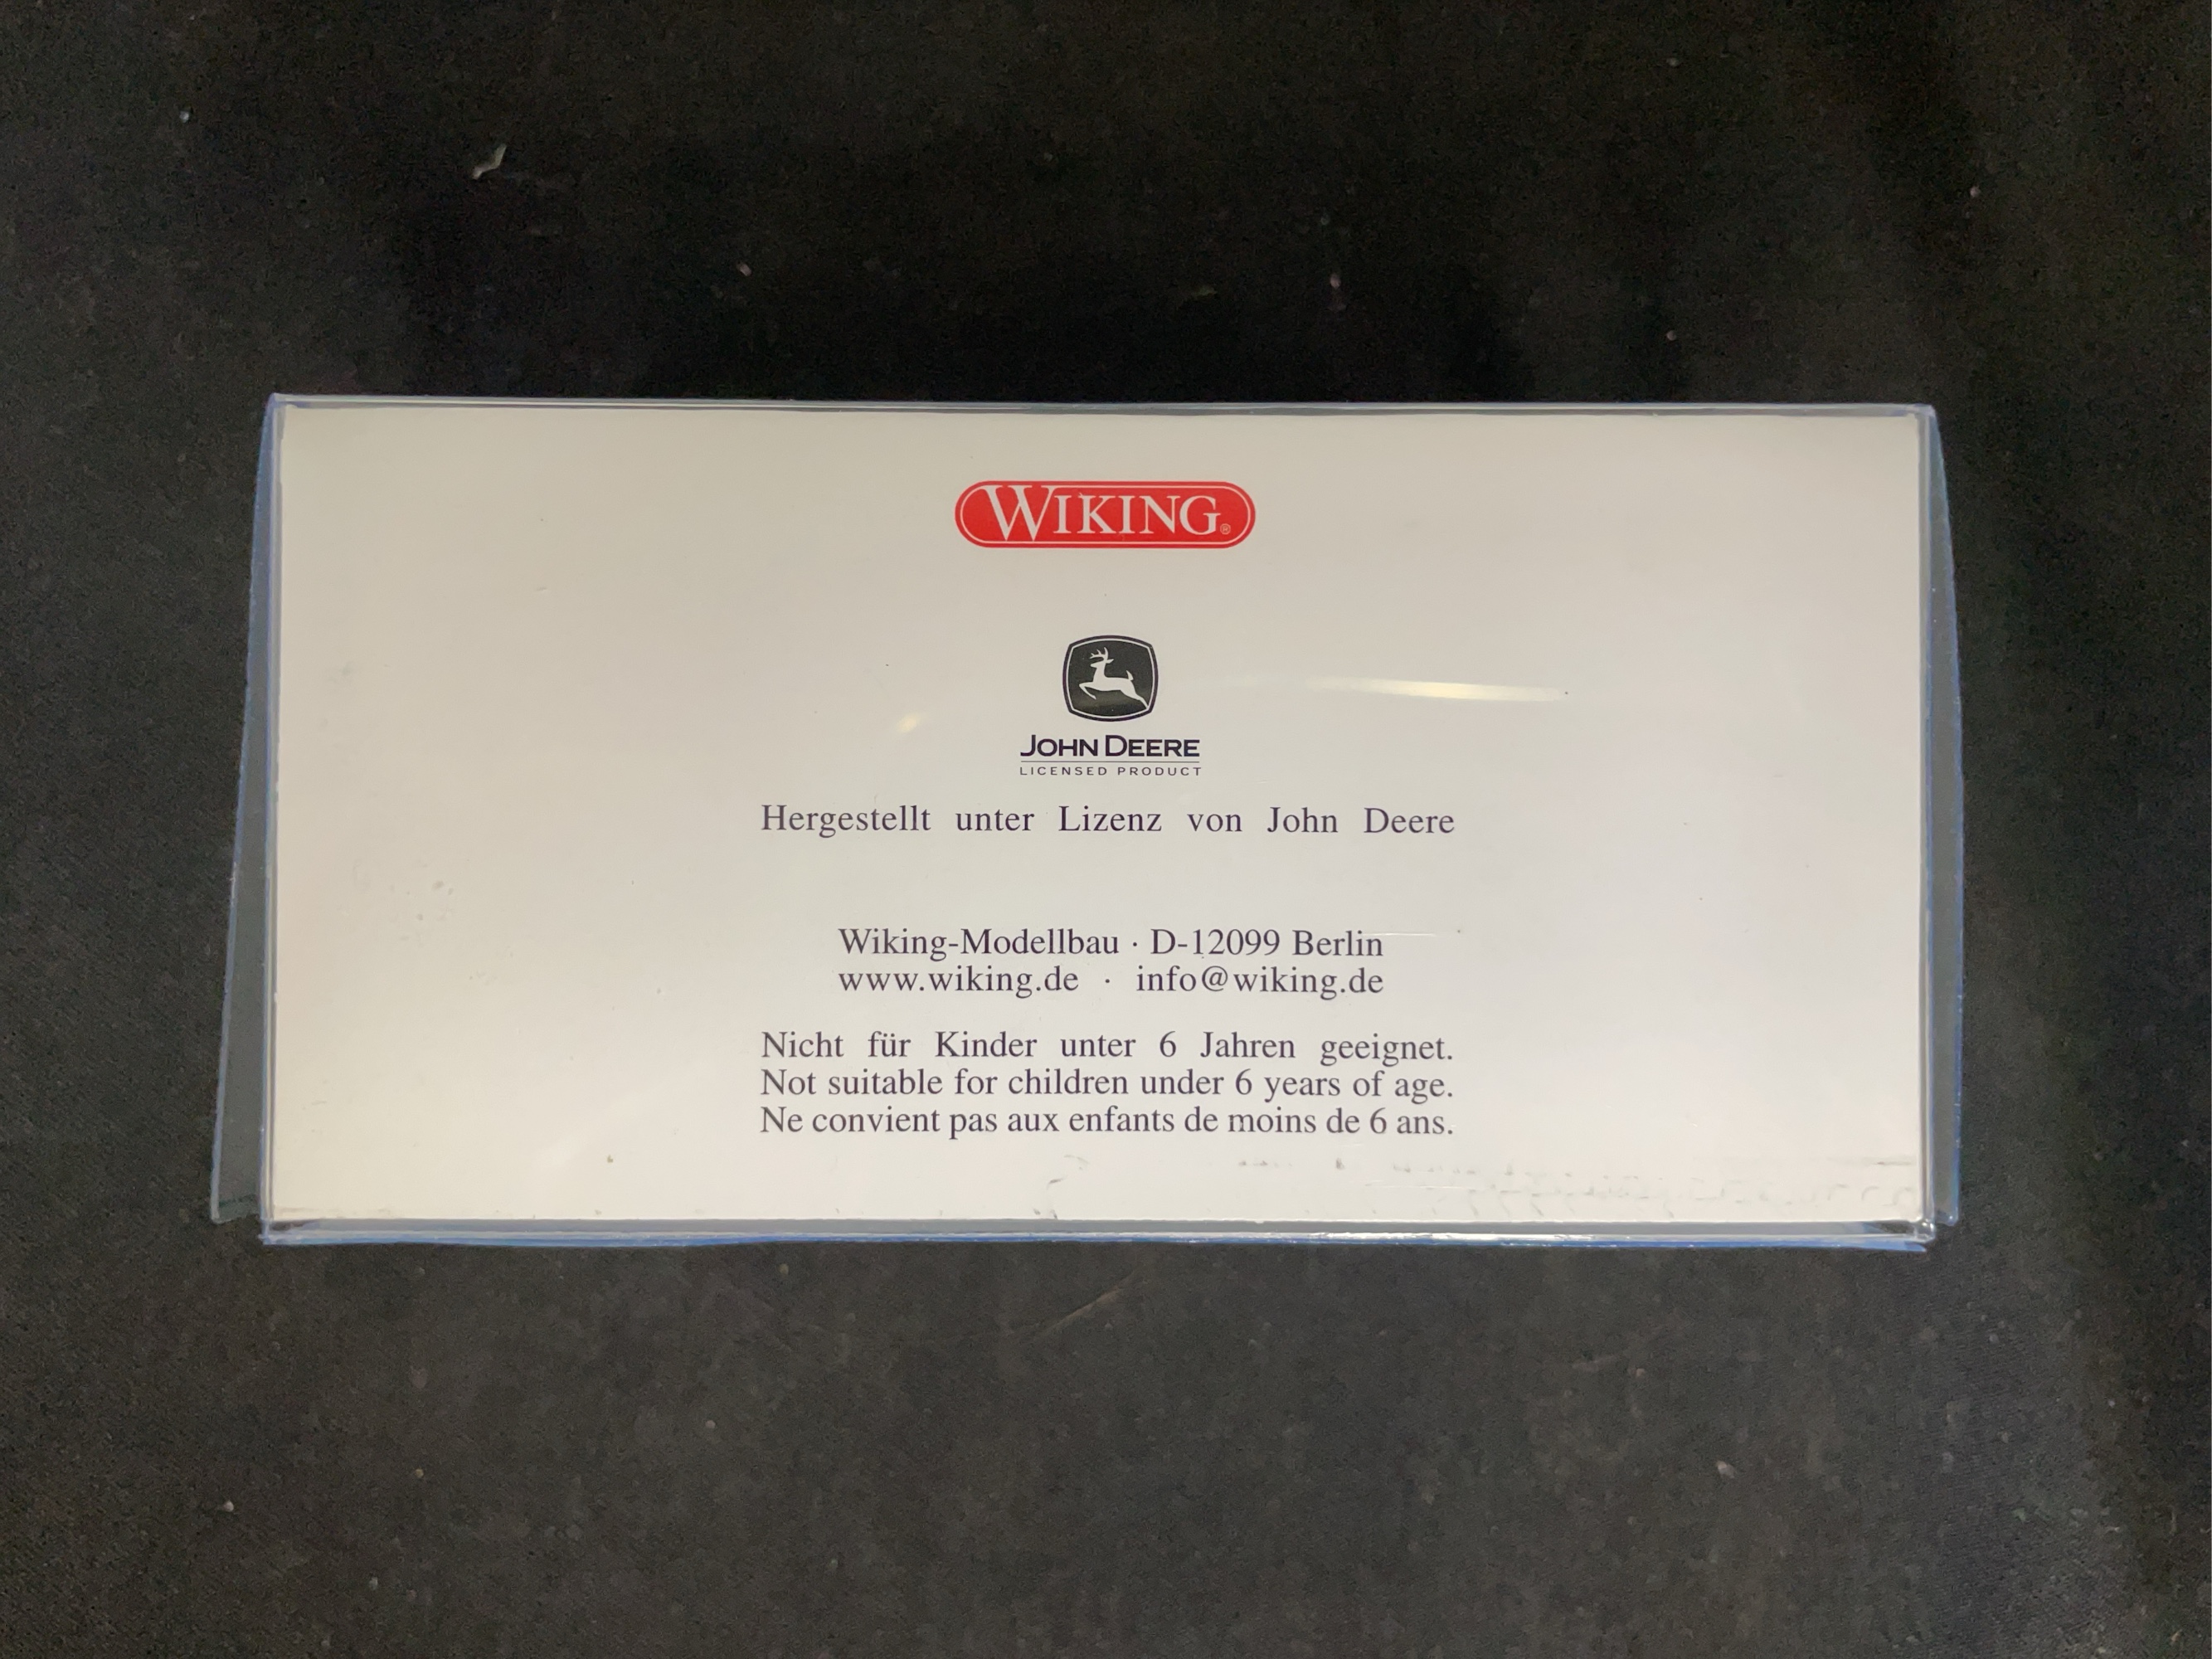 WIKING®
JOHN DEERE
LICENSED PRODUCT
Hergestellt unter Lizenz von John Deere
Wiking-Modellbau · D-12099 Berlin
www.wiking.de · info@wiking.de
Nicht für Kinder unter 6 Jahren geeignet.
Not suitable for children under 6 years of age.
Ne convient pas aux enfants de moins de 6 ans.